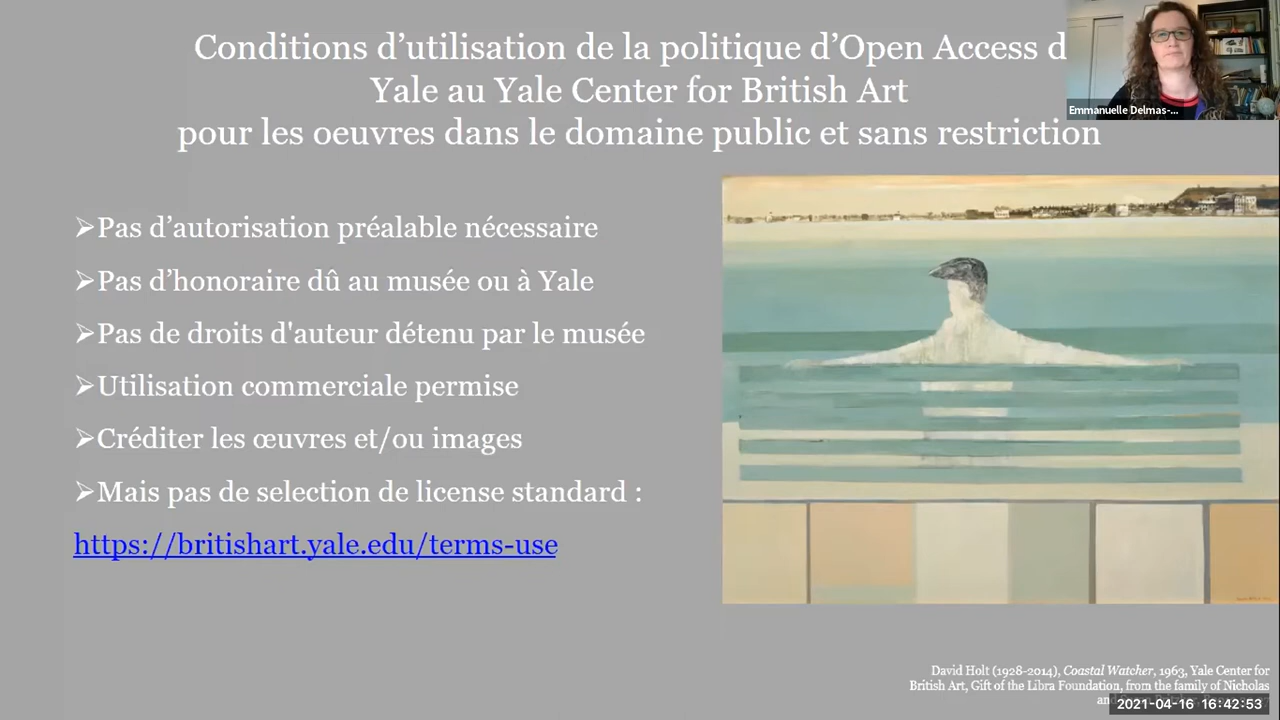 Conditions d’utilisation de la politique d’Open Access d
Yale au Yale Center for British Art
pour les oeuvres dans le domaine public et sans restriction
Emmanuelle Delmas-...
➢Pas d’autorisation préalable nécessaire
➢Pas d’honoraire dû au musée ou à Yale
➢Pas de droits d'auteur détenu par le musée
➢Utilisation commerciale permise
➢Créditer les œuvres et/ou images
➢Mais pas de selection de license standard :
https://britishart.yale.edu/terms-use
David Holt (1928-2014), Coastal Watcher, 1963, Yale Center for
British Art, Gift of the Libra Foundation, from the family of Nicholas
2021-04-16 16:42:53